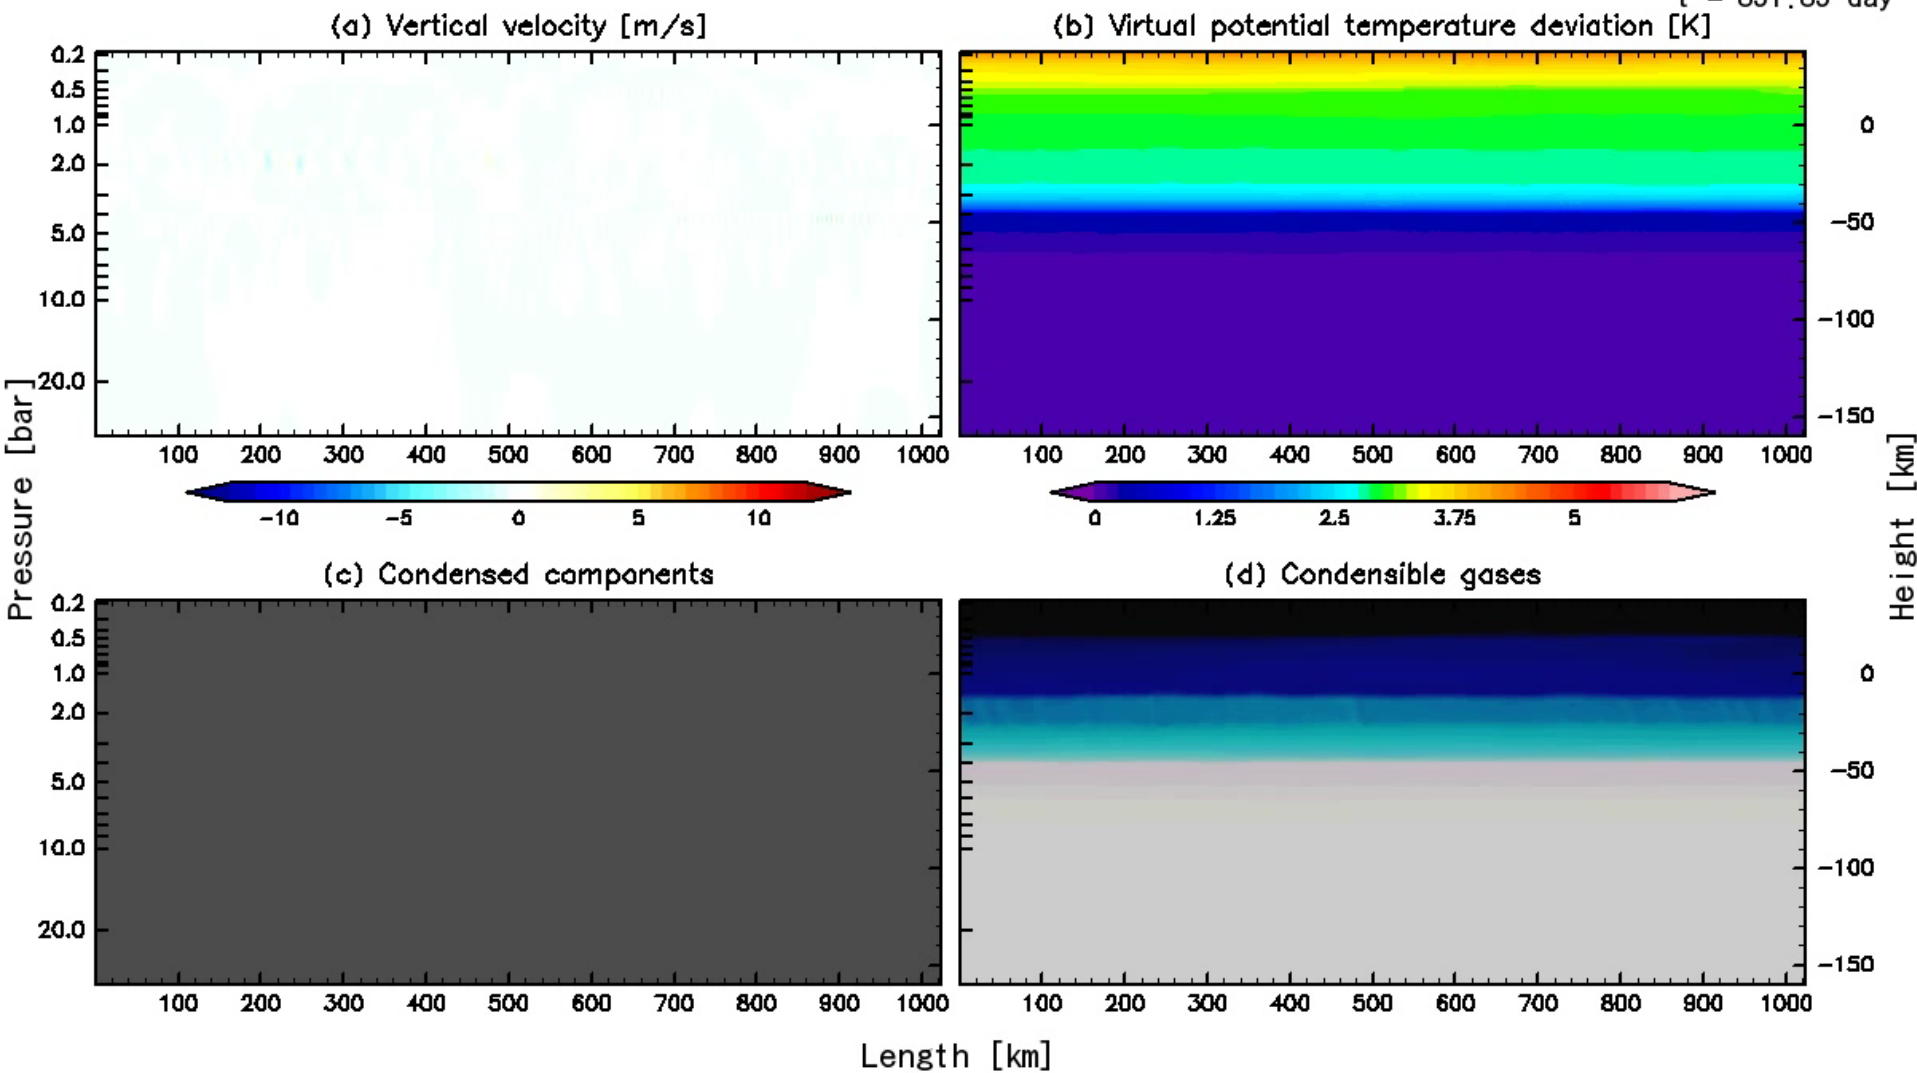 (a) Vertical velocity [m/s]
(b) Virtual potential temperature deviation [K]
0.2
0.5
1.0
2.0
5.0
10.0
20.0
0
-50
-100
-150
100 200 300 400 500 600 700 800 900 1000
100 200 300 400 500 600 700 800 900 1000
-10 -5 0 5 10
0 1.25 2.5 3.75 5
Pressure [bar]
Height [km]
(c) Condensed components
(d) Condensible gases
0.2
0.5
1.0
2.0
5.0
10.0
20.0
0
-50
-100
-150
100 200 300 400 500 600 700 800 900 1000
100 200 300 400 500 600 700 800 900 1000
Length [km]